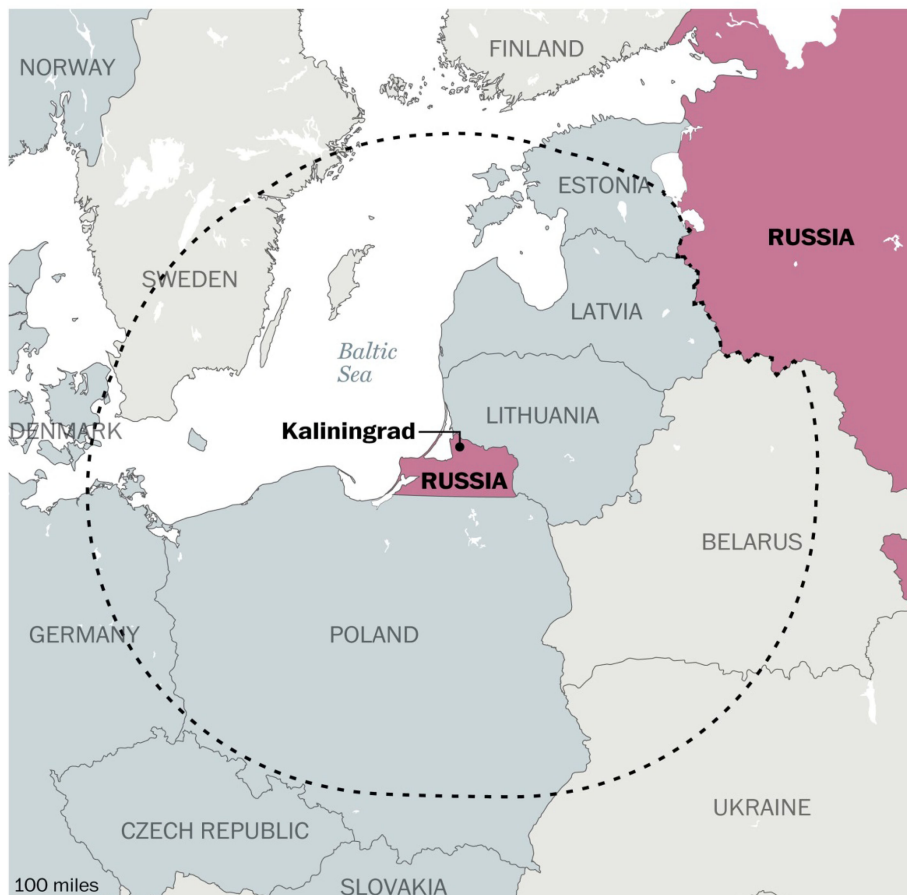 FINLAND
NORWAY
ESTONIA
RUSSIA
SWEDEN
LATVIA
Baltic
Sea
LITHUANIA
DENMARK
Kaliningrad
RUSSIA
BELARUS
GERMANY
POLAND
UKRAINE
CZECH REPUBLIC
100 miles
SLOVAKIA